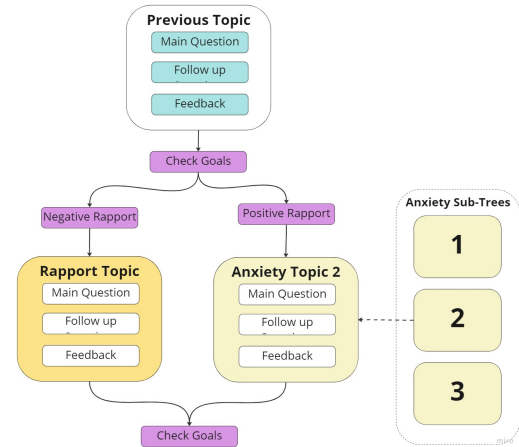 Previous Topic
Main Question
Follow up
Feedback
Check Goals
Negative Rapport
Positive Rapport
Rapport Topic
Main Question
Follow up
Feedback
Anxiety Topic 2
Main Question
Follow up
Feedback
Check Goals
Anxiety Sub-Trees
1
2
3
miro